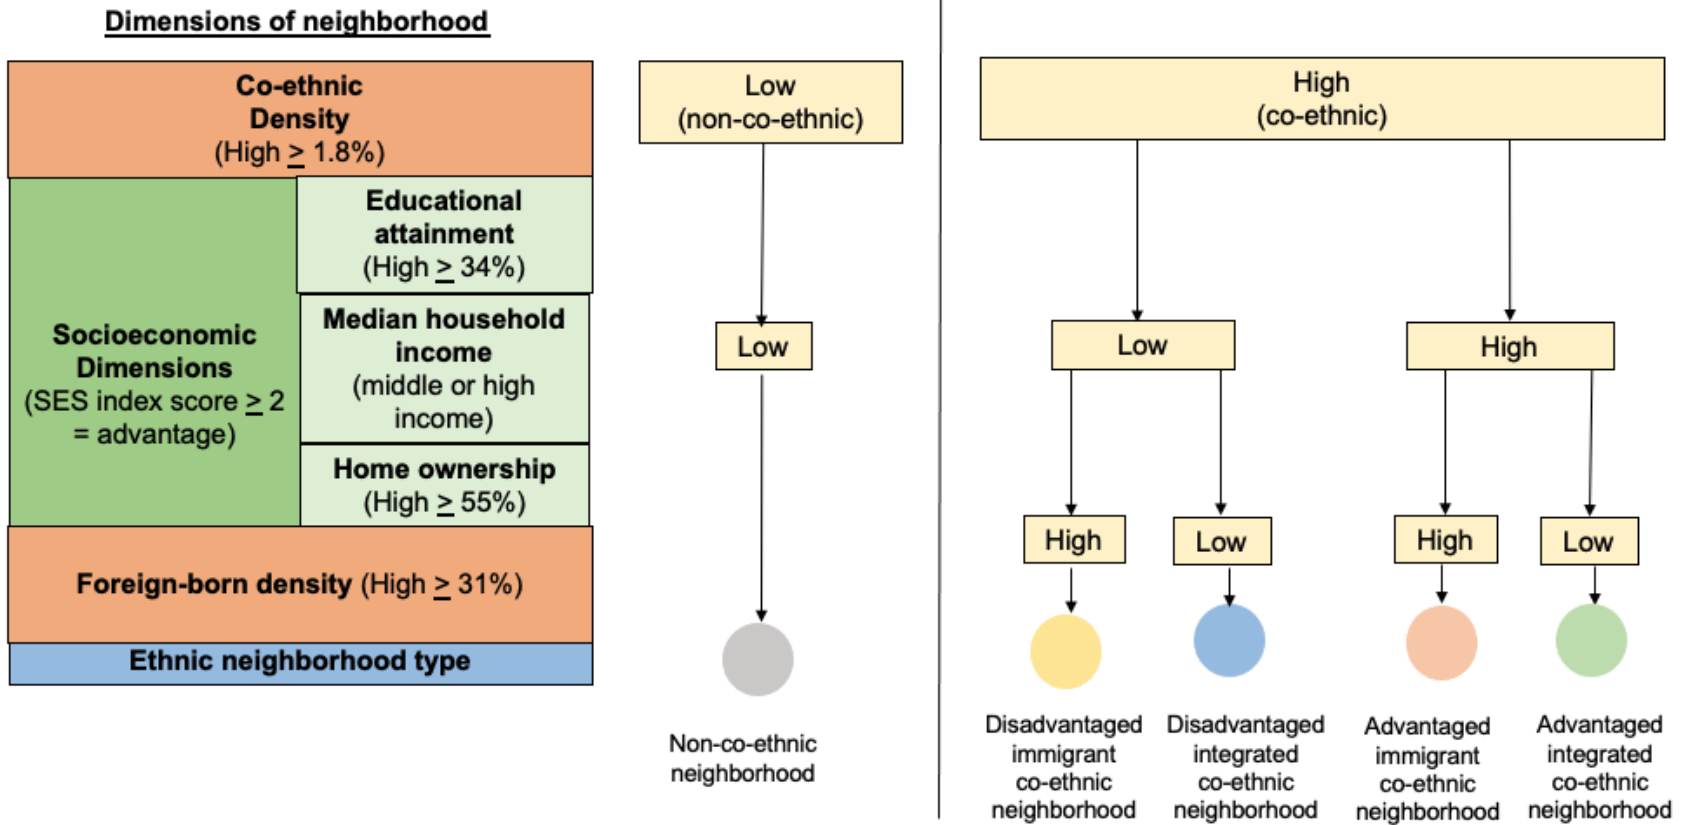 Dimensions of neighborhood
Co-ethnic
Density
(High ≥ 1.8%)
Educational
attainment
(High ≥ 34%)
Socioeconomic
Dimensions
(SES index score ≥ 2
= advantage)
Median household
income
(middle or high
income)
Home ownership
(High ≥ 55%)
Foreign-born density (High ≥ 31%)
Ethnic neighborhood type
Low
(non-co-ethnic)
Low
Non-co-ethnic
neighborhood
High
(co-ethnic)
Low
High
High
Low
High
Low
Disadvantaged
immigrant
co-ethnic
neighborhood
Disadvantaged
integrated
co-ethnic
neighborhood
Advantaged
immigrant
co-ethnic
neighborhood
Advantaged
integrated
co-ethnic
neighborhood